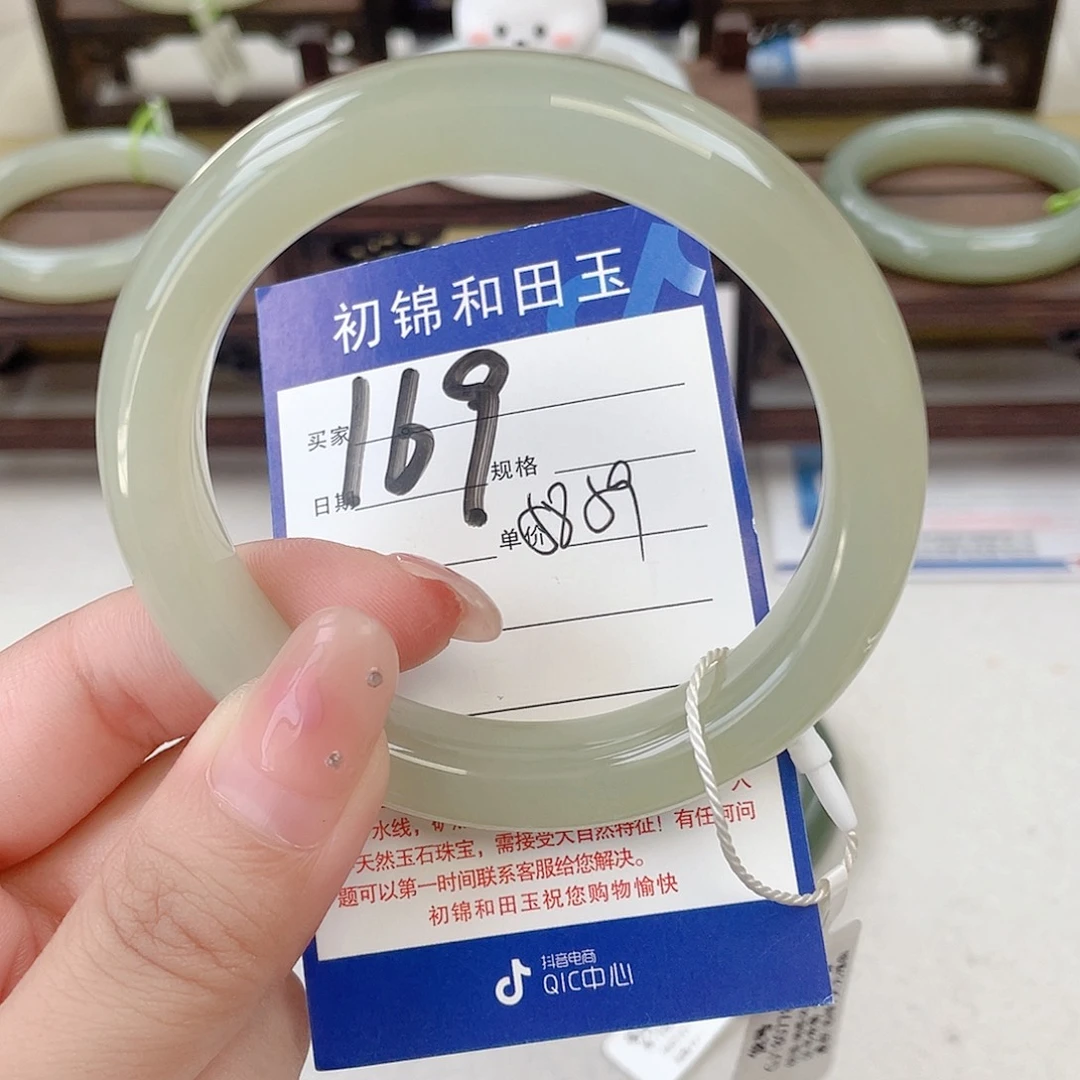 初锦和田玉
169
买家
规格
日期
单价
水线，
天然玉石珠宝，需接受大自然特征！有任何问
题可以第一时间联系客服给您解决。
初锦和田玉祝您购物愉快
抖音电商
QIC中心